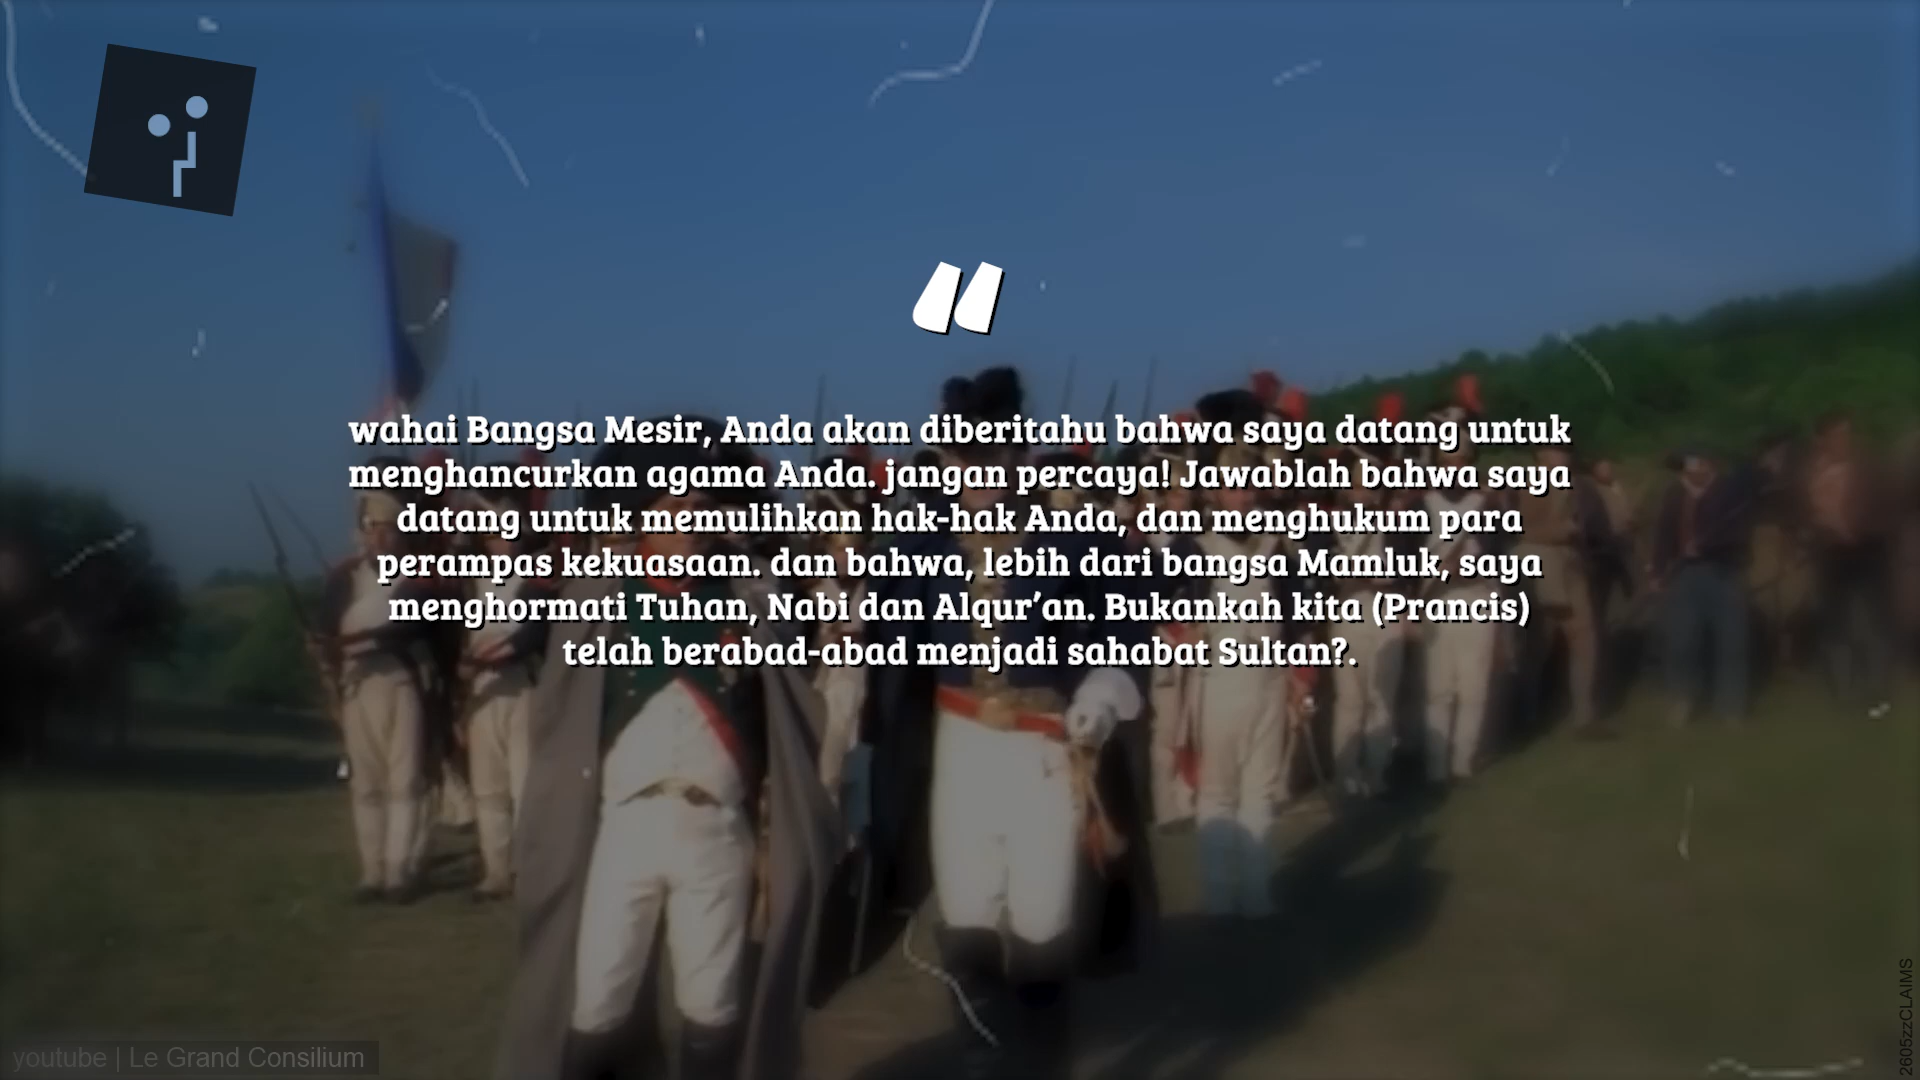 wahai Bangsa Mesir, Anda akan diberitahu bahwa saya datang untuk
menghancurkan agama Anda. jangan percaya! Jawablah bahwa saya
datang untuk memulihkan hak-hak Anda, dan menghukum para
perampas kekuasaan. dan bahwa, lebih dari bangsa Mamluk, saya
menghormati Tuhan, Nabi dan Alqur’an. Bukankah kita (Prancis)
telah berabad-abad menjadi sahabat Sultan?.
youtube | Le Grand Consilium
2605zzCLAIMS